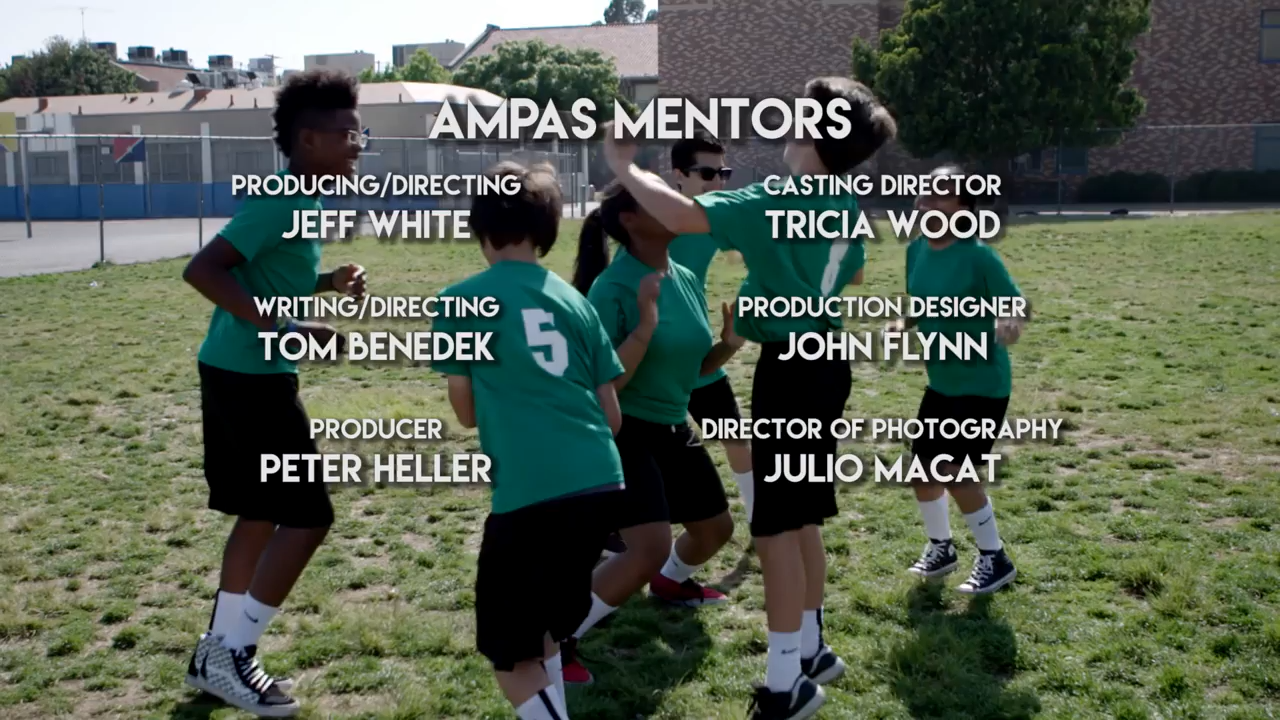 AMPAS MENTORS
PRODUCING/DIRECTING
JEFF WHITE
CASTING DIRECTOR
TRICIA WOOD
WRITING/DIRECTING
TOM BENEDEK
PRODUCTION DESIGNER
JOHN FLYNN
PRODUCER
PETER HELLER
DIRECTOR OF PHOTOGRAPHY
JULIO MACAT
5